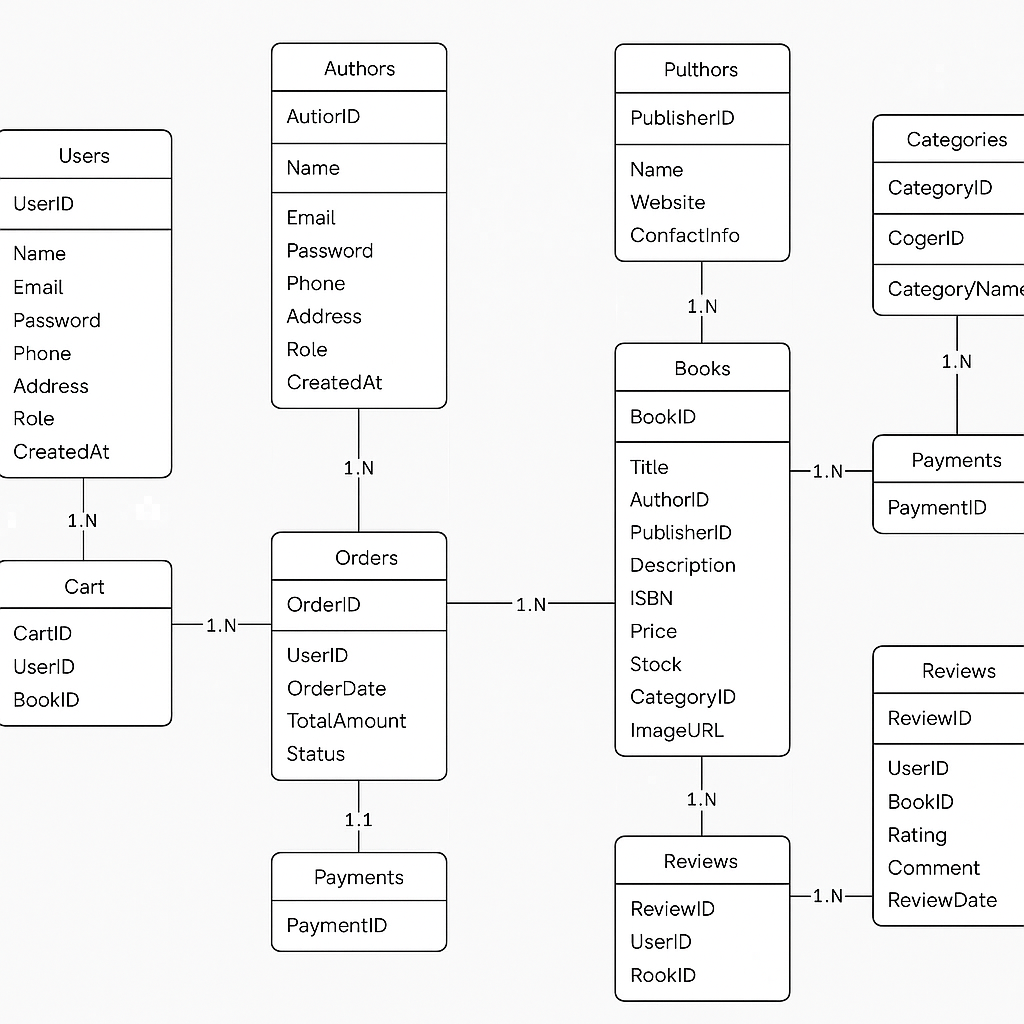 Users
UserID
Name
Email
Password
Phone
Address
Role
CreatedAt
1.N
Cart
CartID
UserID
BookID
1.N
Authors
AutiorID
Name
Email
Password
Phone
Address
Role
CreatedAt
1.N
Orders
OrderID
UserID
OrderDate
TotalAmount
Status
1.N
1.1
Payments
PaymentID
Pulthors
PublisherID
Name
Website
ConfactInfo
1.N
Books
BookID
Title
AuthorID
PublisherID
Description
ISBN
Price
Stock
CategoryID
ImageURL
1.N
1.N
Reviews
ReviewID
UserID
RookID
1.N
Categories
CategoryID
CogerID
Category/Name
1.N
Payments
PaymentID
Reviews
ReviewID
UserID
BookID
Rating
Comment
ReviewDate